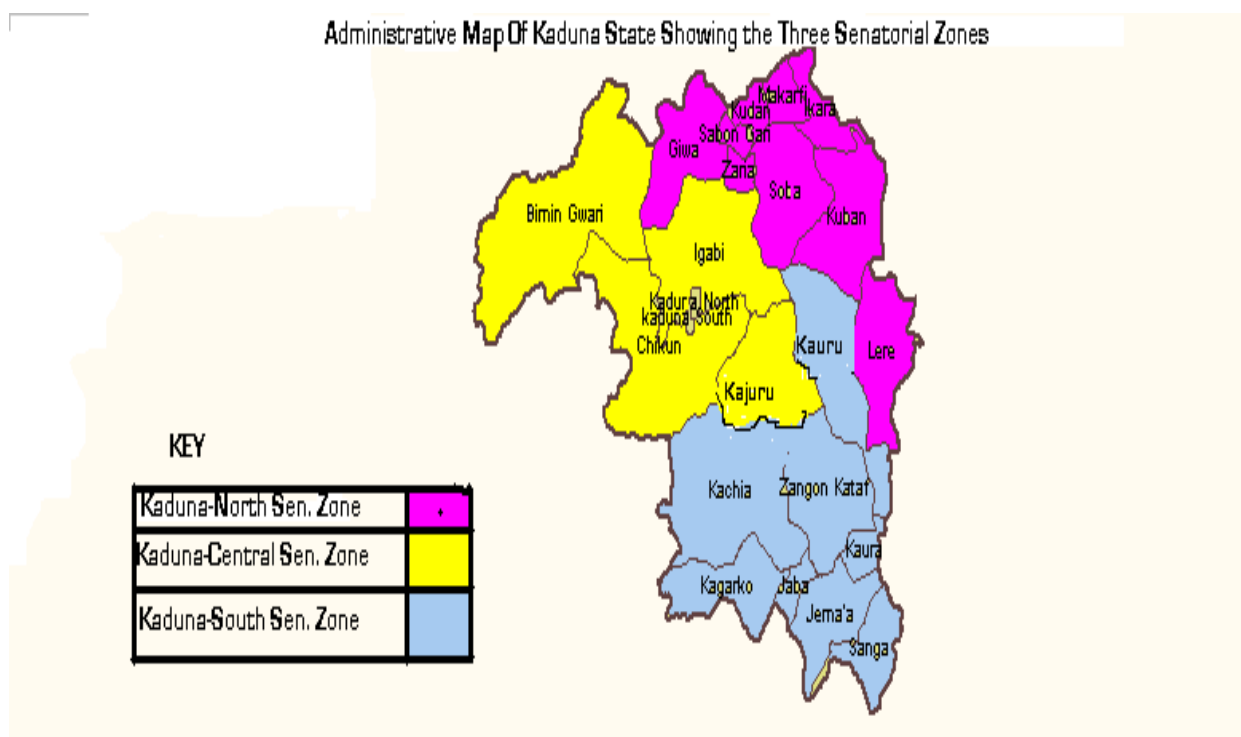 Administrative Map Of Kaduna State Showing the Three Senatorial Zones
Makarfi
Kudan
Ikara
Sabon Gari
Giwa
Zaria
Soba
Birnin Gwari
Kuban
Igabi
Kaduna North
kaduna South
Chikun
Kauru
Lere
Kajuru
KEY
Kachia
Zangon Kataf
Kaduna-North Sen. Zone
Kaduna-Central Sen. Zone
Kaura
Kagarko
Jaba
Kaduna-South Sen. Zone
Jema'a
Sanga